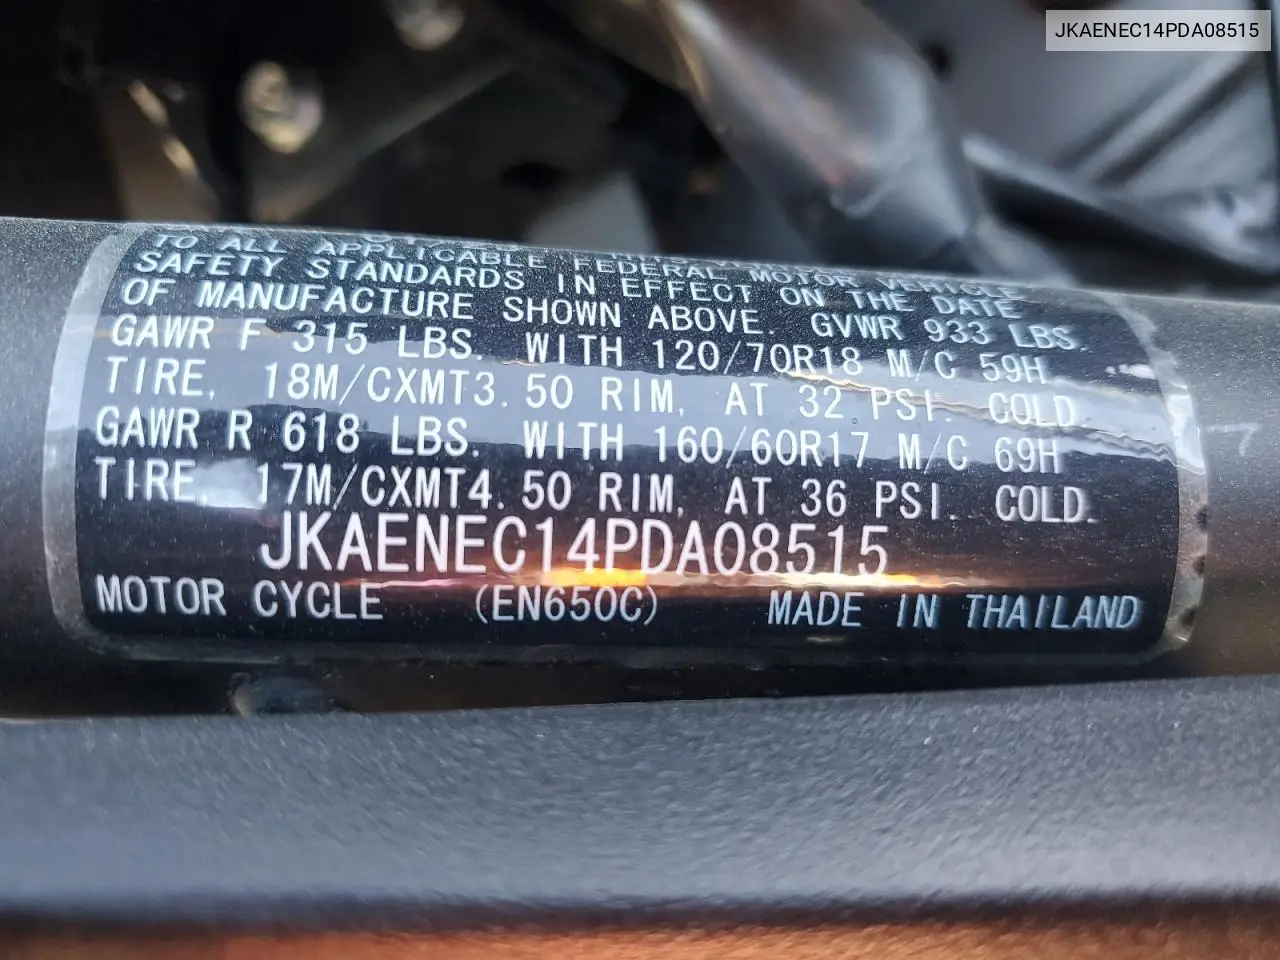 JKAENEC14PDA08515
TO ALL APPLICABLE FEDERAL MOTOR VEHICLE
SAFETY STANDARDS IN EFFECT ON THE DATE
OF MANUFACTURE SHOWN ABOVE. GVWR 933 LBS.
GAWR F 315 LBS. WITH 120/70R18 M/C 59H
TIRE, 18M/CXMT3.50 RIM, AT 32 PSI. COLD
GAWR R 618 LBS. WITH 160/60R17 M/C 69H
TIRE, 17M/CXMT4.50 RIM, AT 36 PSI. COLD.
JKAENEC14PDA08515
MOTOR CYCLE (EN650C) MADE IN THAILAND